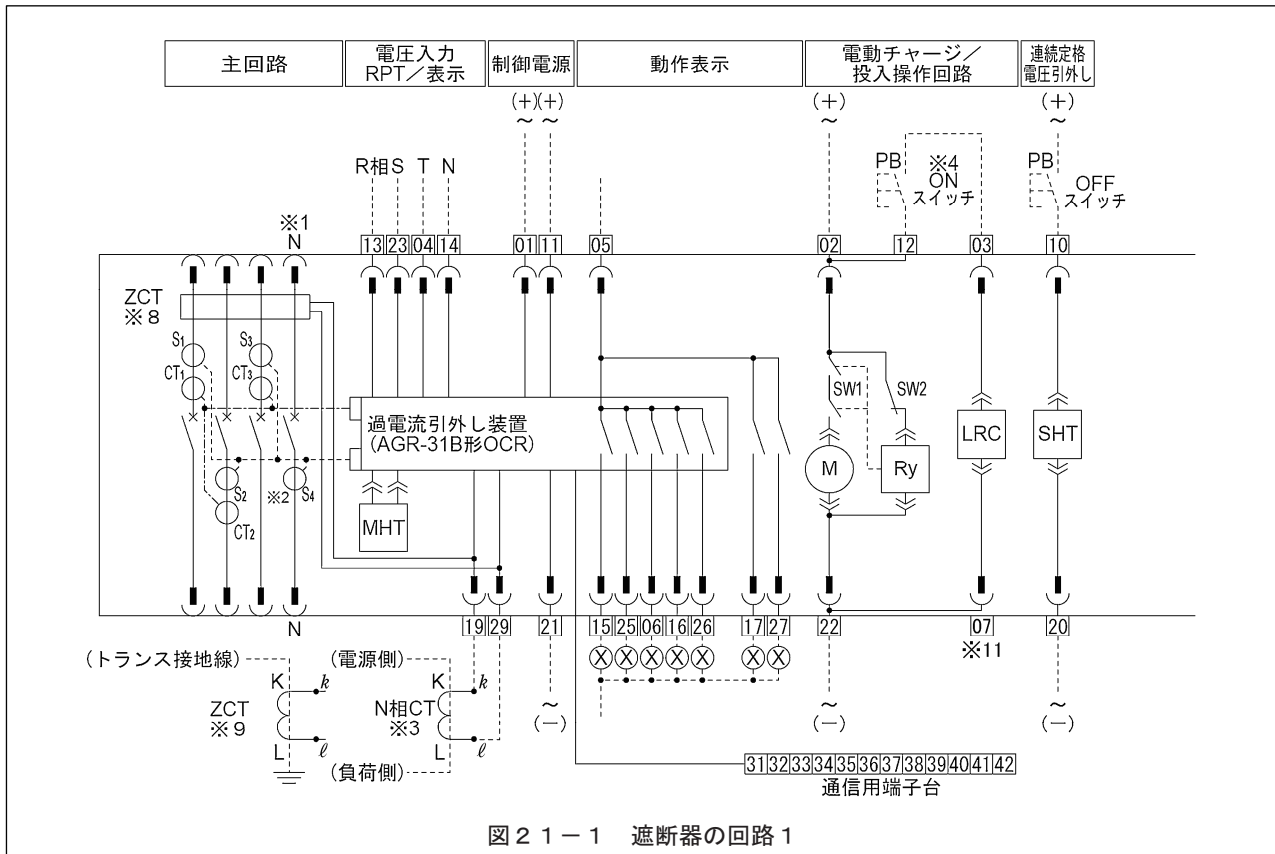 主回路
電圧入力
RPT／表示
制御電源
動作表示
電動チャージ／
投入操作回路
連続定格
電圧引外し
(+)(+)
~ ~
(+)
~
(+)
~
R相 S T N
PB
※4
ON
スイッチ
PB
OFF
スイッチ
※1
N
13 23 04 14 01 11 05 02 12 03 10
ZCT
※8
S1
S3
CT1
CT3
SW1
SW2
過電流引外し装置
(AGR-31B形OCR)
LRC
SHT
M
Ry
S2
※2
S4
CT2
MHT
N
19 29 21 15 25 06 16 26 17 27 22 07 20
※11
(トランス接地線)
(電源側)
K
k
K
k
ZCT
※9
N相CT
※3
~
(−)
~
(−)
~
(−)
L
ℓ
L
ℓ
(負荷側)
31 32 33 34 35 36 37 38 39 40 41 42
通信用端子台
図２１－１ 遮断器の回路１